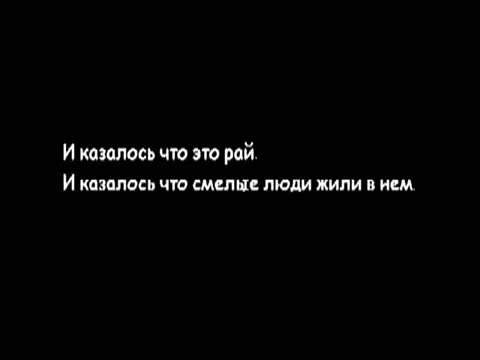 И казалось что это рай.
И казалось что смелые люди жили в нем.